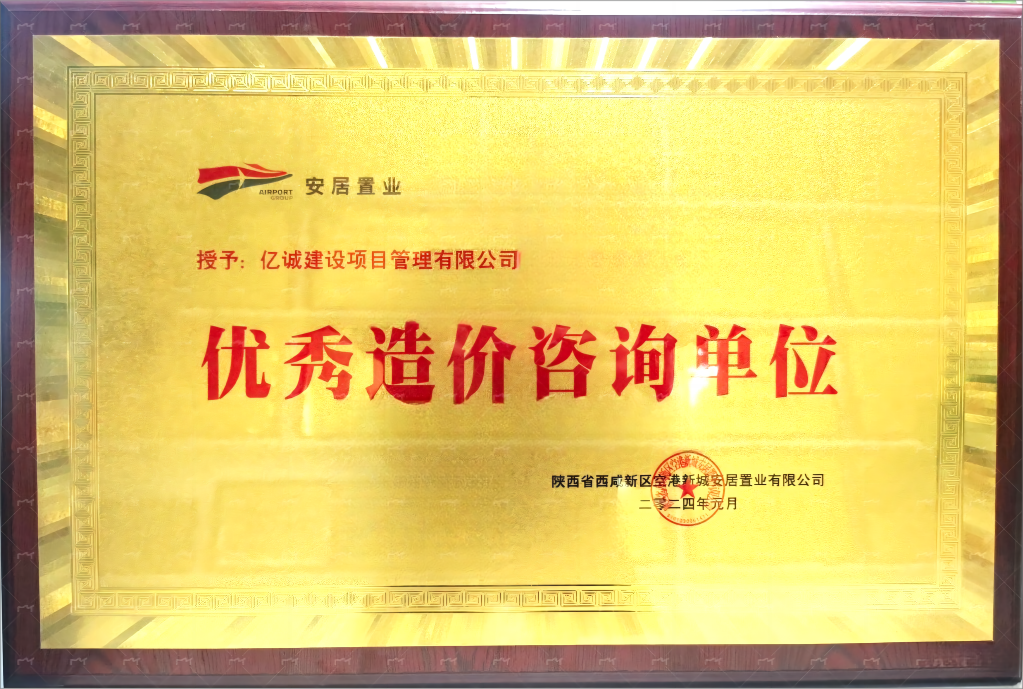 AIRPORT
GROUP
安居置业
授予：亿诚建设项目管理有限公司
优秀造价咨询单位
陕西省西咸新区空港新城安居置业有限公司
二〇二四年元月